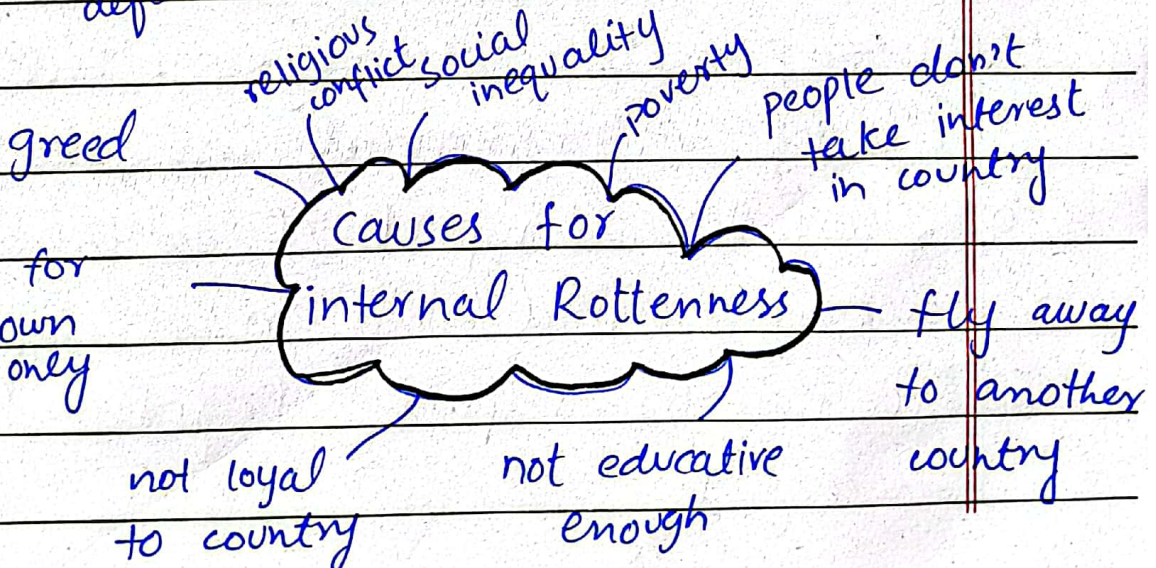 religious
conflict
social
inequality
poverty
people don't
take interest
in country
greed
causes for
internal Rottenness
for
own
only
fly away
to another
country
not loyal
to country
not educative
enough